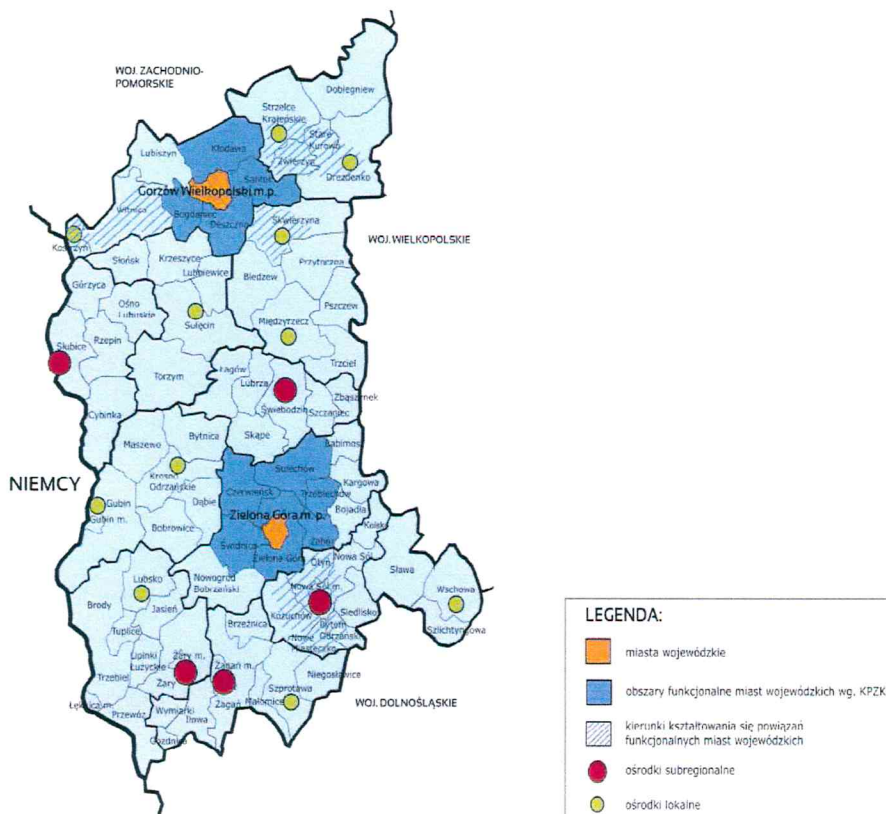 WOJ. ZACHODNIO-
POMORSKIE
Dobiegniew
Strzelce
Krajeńskie
Stare
Kurowo
Zwierzyn
Drezdenko
Kłodawa
Lubiszyn
Santok
Gorzów Wielkopolski m.p.
Witnica
Bogdaniec
Deszczno
Skwierzyna
WOJ. WIELKOPOLSKIE
Kostrzyn
Słońsk
Krzeszyce
Lubniewice
Bledzew
Przytoczna
Górzyca
Ośno
Lubuskie
Sulęcin
Pszczew
Międzyrzecz
Słubice
Rzepin
Trzciel
Torzym
Łagów
Lubrza
Zbąszynek
Świebodzin
Szczaniec
Cybinka
Skąpe
Maszewo
Bytnica
Babimost
NIEMCY
Krosno
Odrzańskie
Sulechów
Kargowa
Czerwieńsk
Trzebiechów
Bojadła
Gubin
Gubin m.
Dąbie
Kolsko
Zielona Góra m. p.
Bobrowice
Zabór
Świdnica
Zielona Góra
Otyń
Nowa Sól
Sława
Nowogród
Bobrzański
Nowa Sól m.
Lubsko
Wschowa
Brody
Jasień
Kożuchów
Siedlisko
Szlichtyngowa
Brzeźnica
Bytom
Odrzański
Tuplice
Nowe
Miasteczko
Lipinki
Łużyckie
Żary m.
Żagań m.
Niegosławice
Trzebiel
Żary
Szprotawa
Małomice
WOJ. DOLNOŚLĄSKIE
Żagań
Łęknica m.
Przewóz
Wymiarki
Iłowa
Gozdnica
LEGENDA:
miasta wojewódzkie
obszary funkcjonalne miast wojewódzkich wg. KPZK
kierunki kształtowania się powiązań
funkcjonalnych miast wojewódzkich
ośrodki subregionalne
ośrodki lokalne